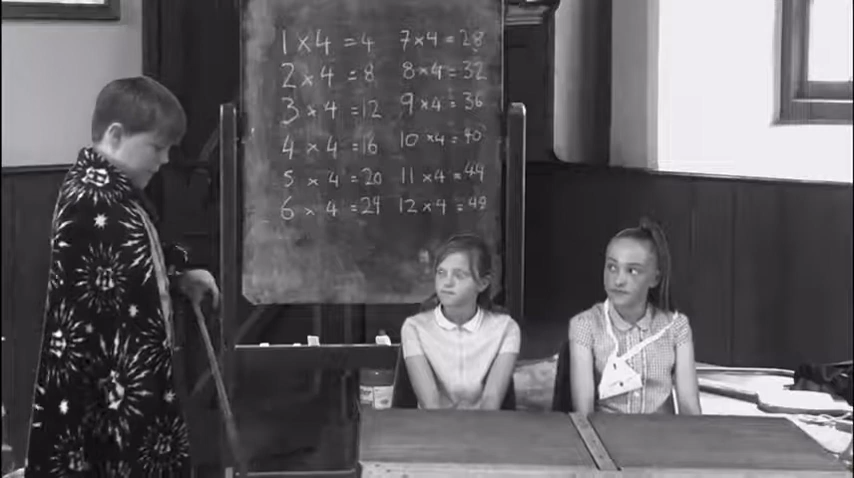 1 x 4 = 4
2 x 4 = 8
3 x 4 = 12
4 x 4 = 16
5 x 4 = 20
6 x 4 = 24
7 x 4 = 28
8 x 4 = 32
9 x 4 = 36
10 x 4 = 40
11 x 4 = 44
12 x 4 = 48